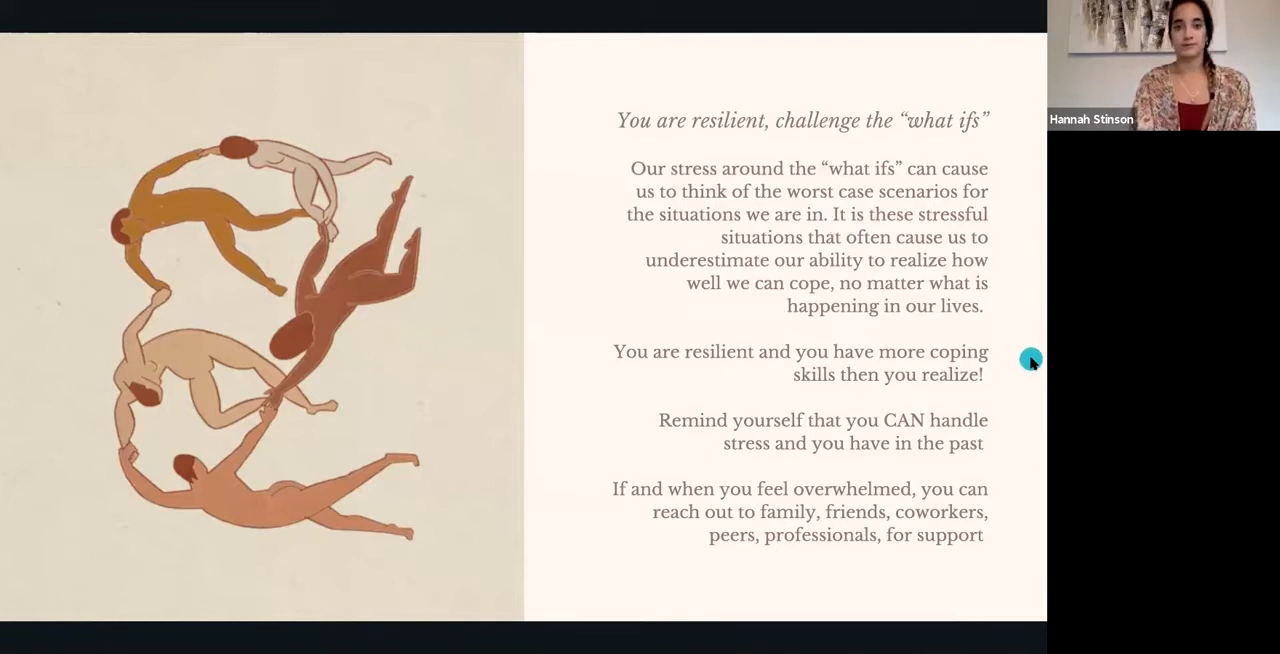 You are resilient, challenge the “what ifs”
Our stress around the “what ifs” can cause
us to think of the worst case scenarios for
the situations we are in. It is these stressful
situations that often cause us to
underestimate our ability to realize how
well we can cope, no matter what is
happening in our lives.
You are resilient and you have more coping
skills then you realize!
Remind yourself that you CAN handle
stress and you have in the past
If and when you feel overwhelmed, you can
reach out to family, friends, coworkers,
peers, professionals, for support
Hannah Stinson